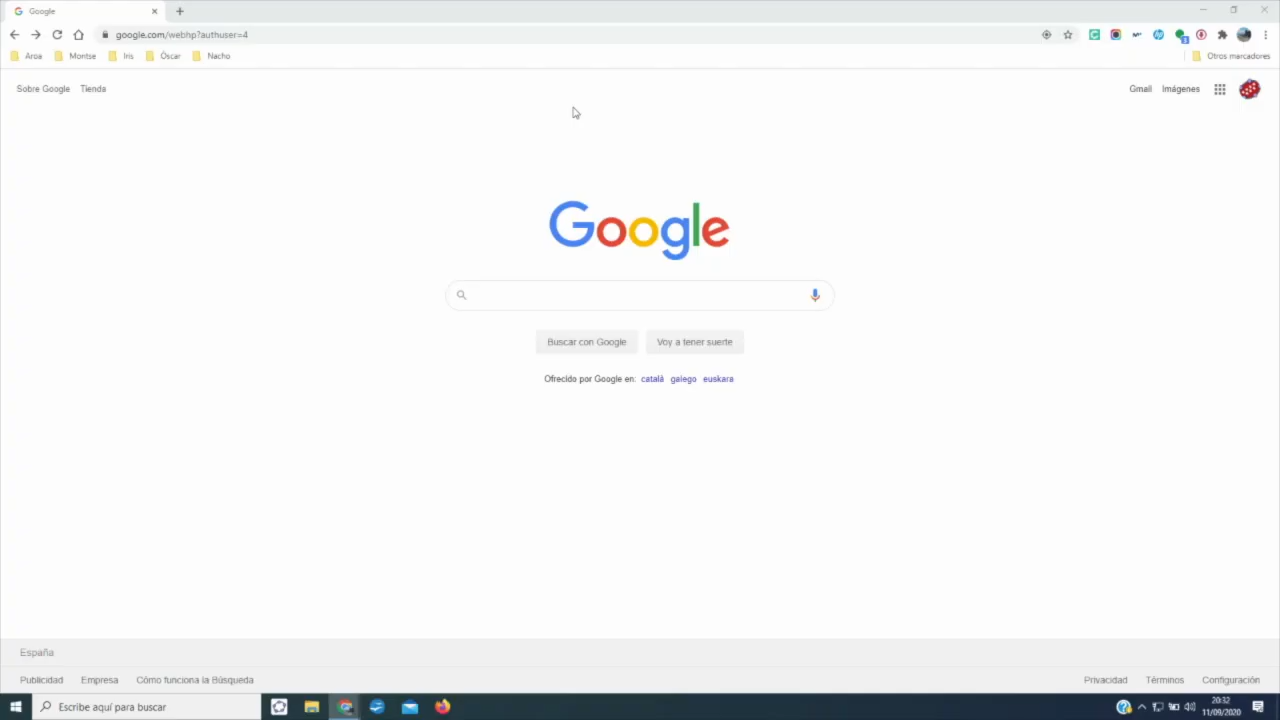 Google
google.com/webhp?authuser=4
Aroa Montse Iris Óscar Nacho Otros marcadores
Sobre Google Tienda Gmail Imágenes
Google
Buscar con Google Voy a tener suerte
Ofrecido por Google en: català galego euskara
España
Publicidad Empresa Cómo funciona la Búsqueda Privacidad Términos Configuración
Escribe aquí para buscar
20:32
11/09/2020